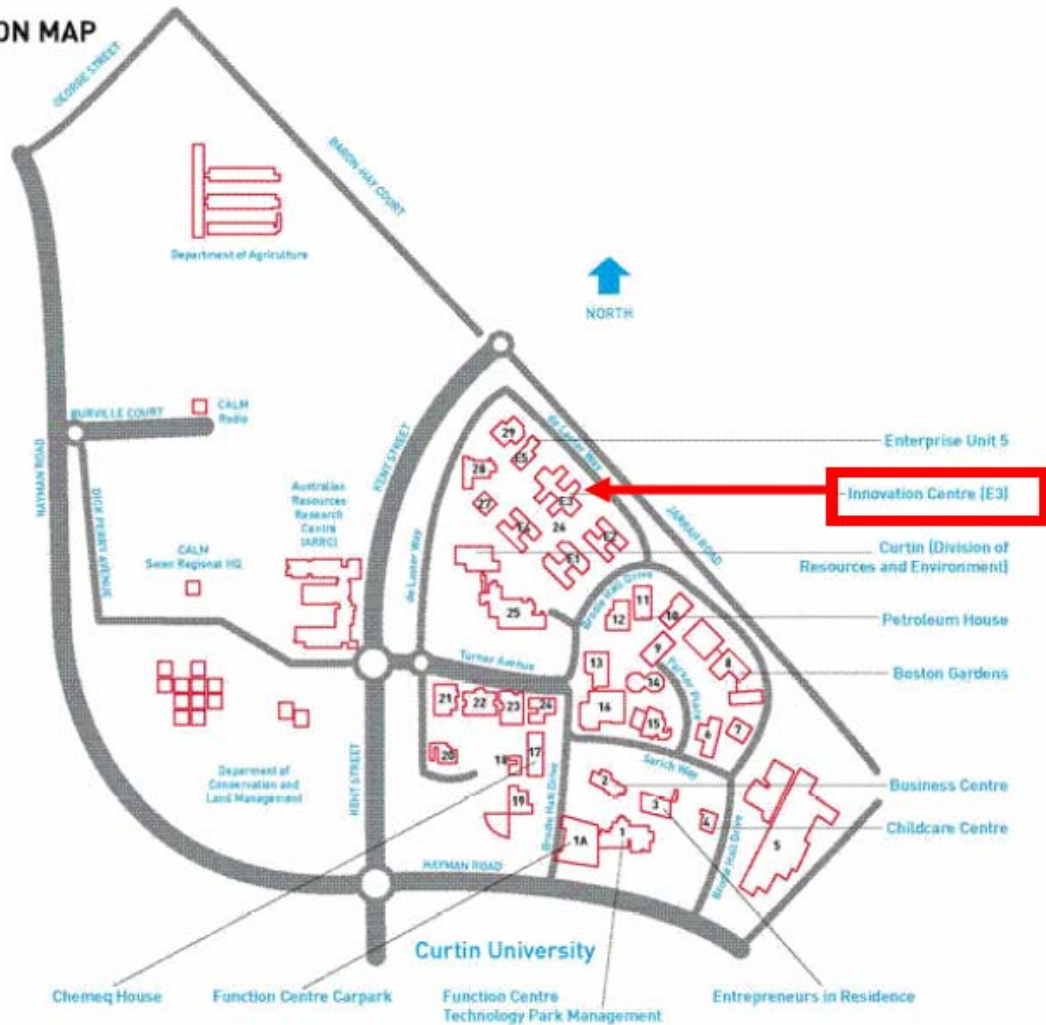 ON MAP
GEORGE STREET
BARON-HAY COURT
Department of Agriculture
NORTH
CALM
Radio
BURVILLE COURT
HAYMAN ROAD
DICK PERRY AVENUE
KENT STREET
Australian
Resources
Research
Centre
(ARRC)
CALM
Swan Regional HQ
de Laeter Way
de Laeter Way
JARRAH ROAD
29
E5
28
27
E3
26
E4
E2
E1
25
Enterprise Unit 5
Innovation Centre (E3)
Curtin (Division of
Resources and Environment)
Petroleum House
Boston Gardens
Business Centre
Childcare Centre
Brodie Hall Drive
11
12
10
9
8
13
14
Parker Place
16
15
6
7
Turner Avenue
21
22
23
24
20
18
17
19
Sarich Way
2
3
4
5
Brodie Hall Drive
Brodie Hall Drive
1A
1
Department of
Conservation and
Land Management
KENT STREET
HAYMAN ROAD
Curtin University
Chemeq House
Function Centre Carpark
Function Centre
Technology Park Management
Entrepreneurs in Residence